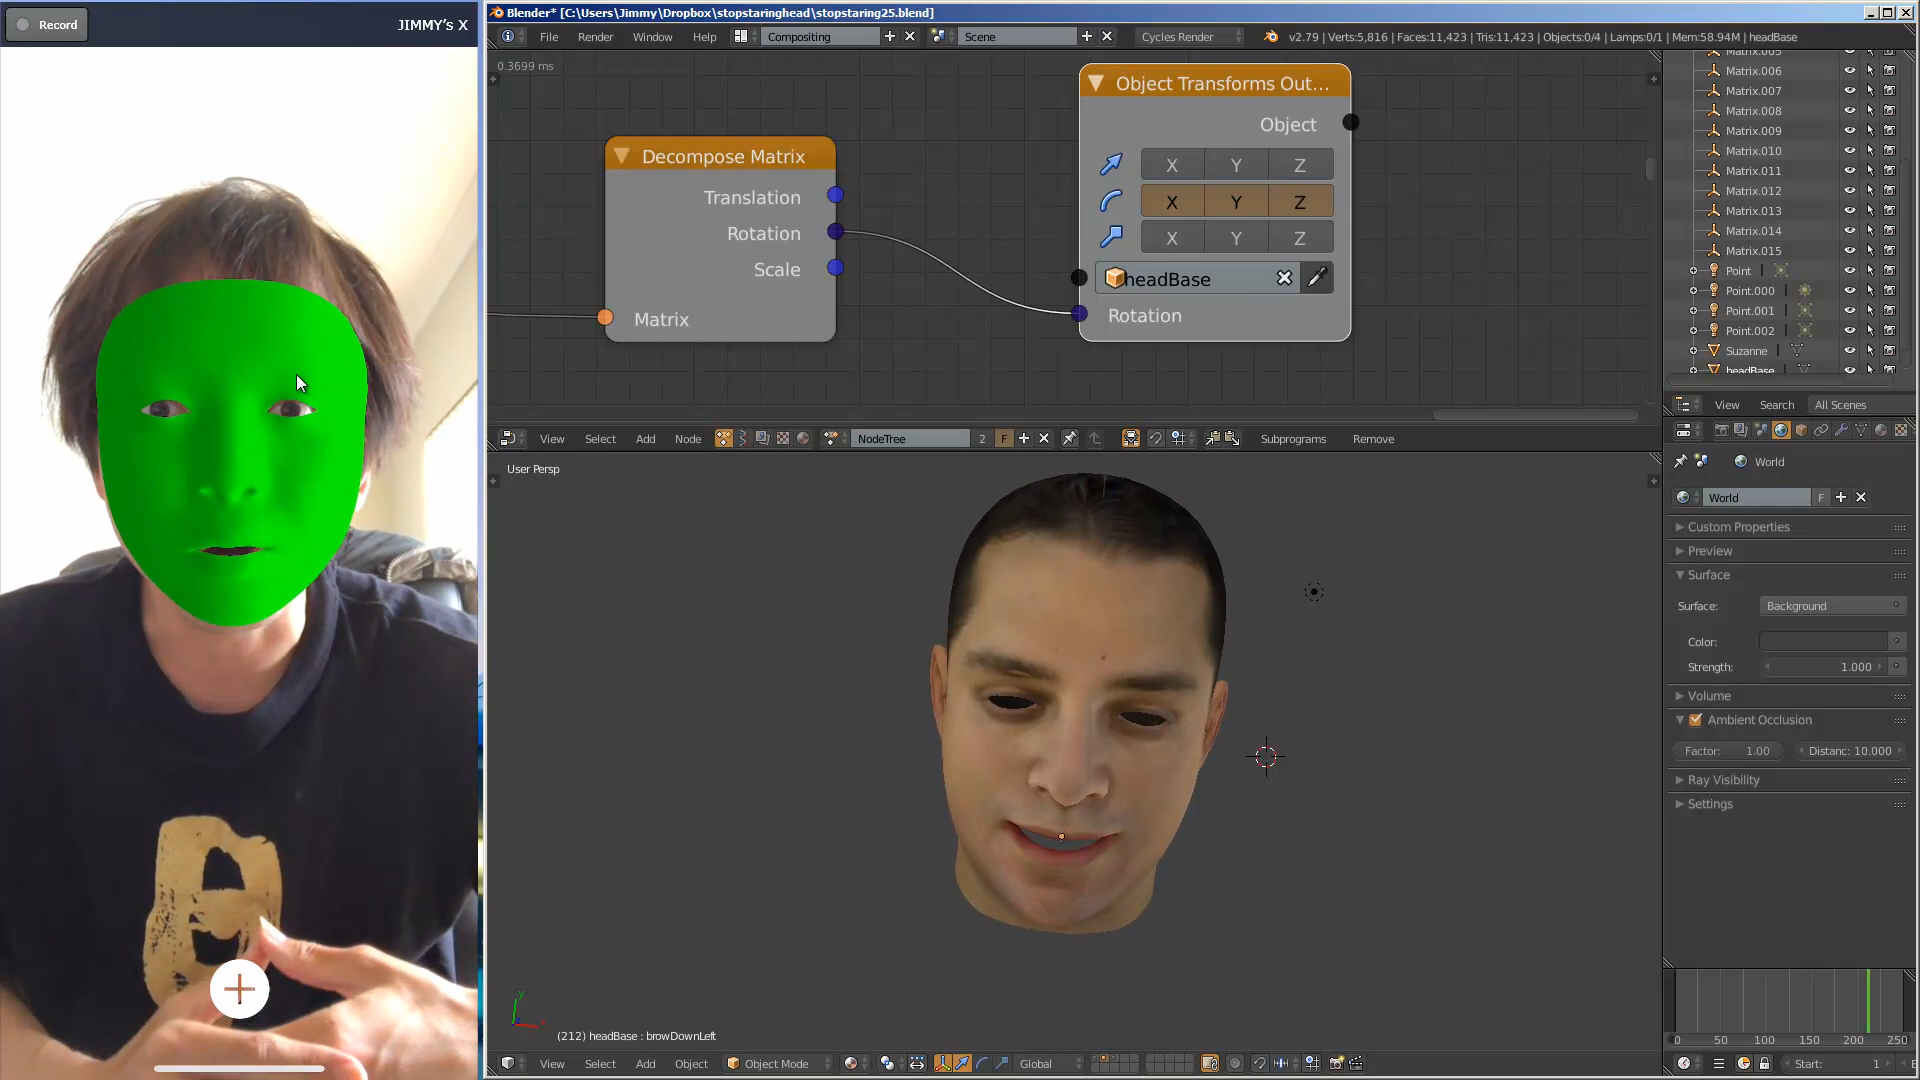 Record
JIMMY's X
Blender* [C:\Users\Jimmy\Dropbox\stopstaringhead\stopstaring25.blend]
File Render Window Help Compositing Scene Cycles Render v2.79 | Verts:5,816 | Faces:11,423 | Tris:11,423 | Objects:0/4 | Lamps:0/1 | Mem:58.94M | headBase
0.3699 ms
Decompose Matrix
Translation
Rotation
Scale
Matrix
Object Transforms Out...
Object
X Y Z
X Y Z
X Y Z
headBase
Rotation
View Select Add Node NodeTree 2 F Subprograms Remove
Matrix.005
Matrix.006
Matrix.007
Matrix.008
Matrix.009
Matrix.010
Matrix.011
Matrix.012
Matrix.013
Matrix.014
Matrix.015
Point
Point.000
Point.001
Point.002
Suzanne
headBase
View Search All Scenes
World
World F
Custom Properties
Preview
Surface
Surface: Background
Color:
Strength: 1.000
Volume
Ambient Occlusion
Factor: 1.00 Distanc: 10.000
Ray Visibility
Settings
0 50 100 150 200 250
Start: 1
User Persp
y
(212) headBase : browDownLeft
View Select Add Object Object Mode Global